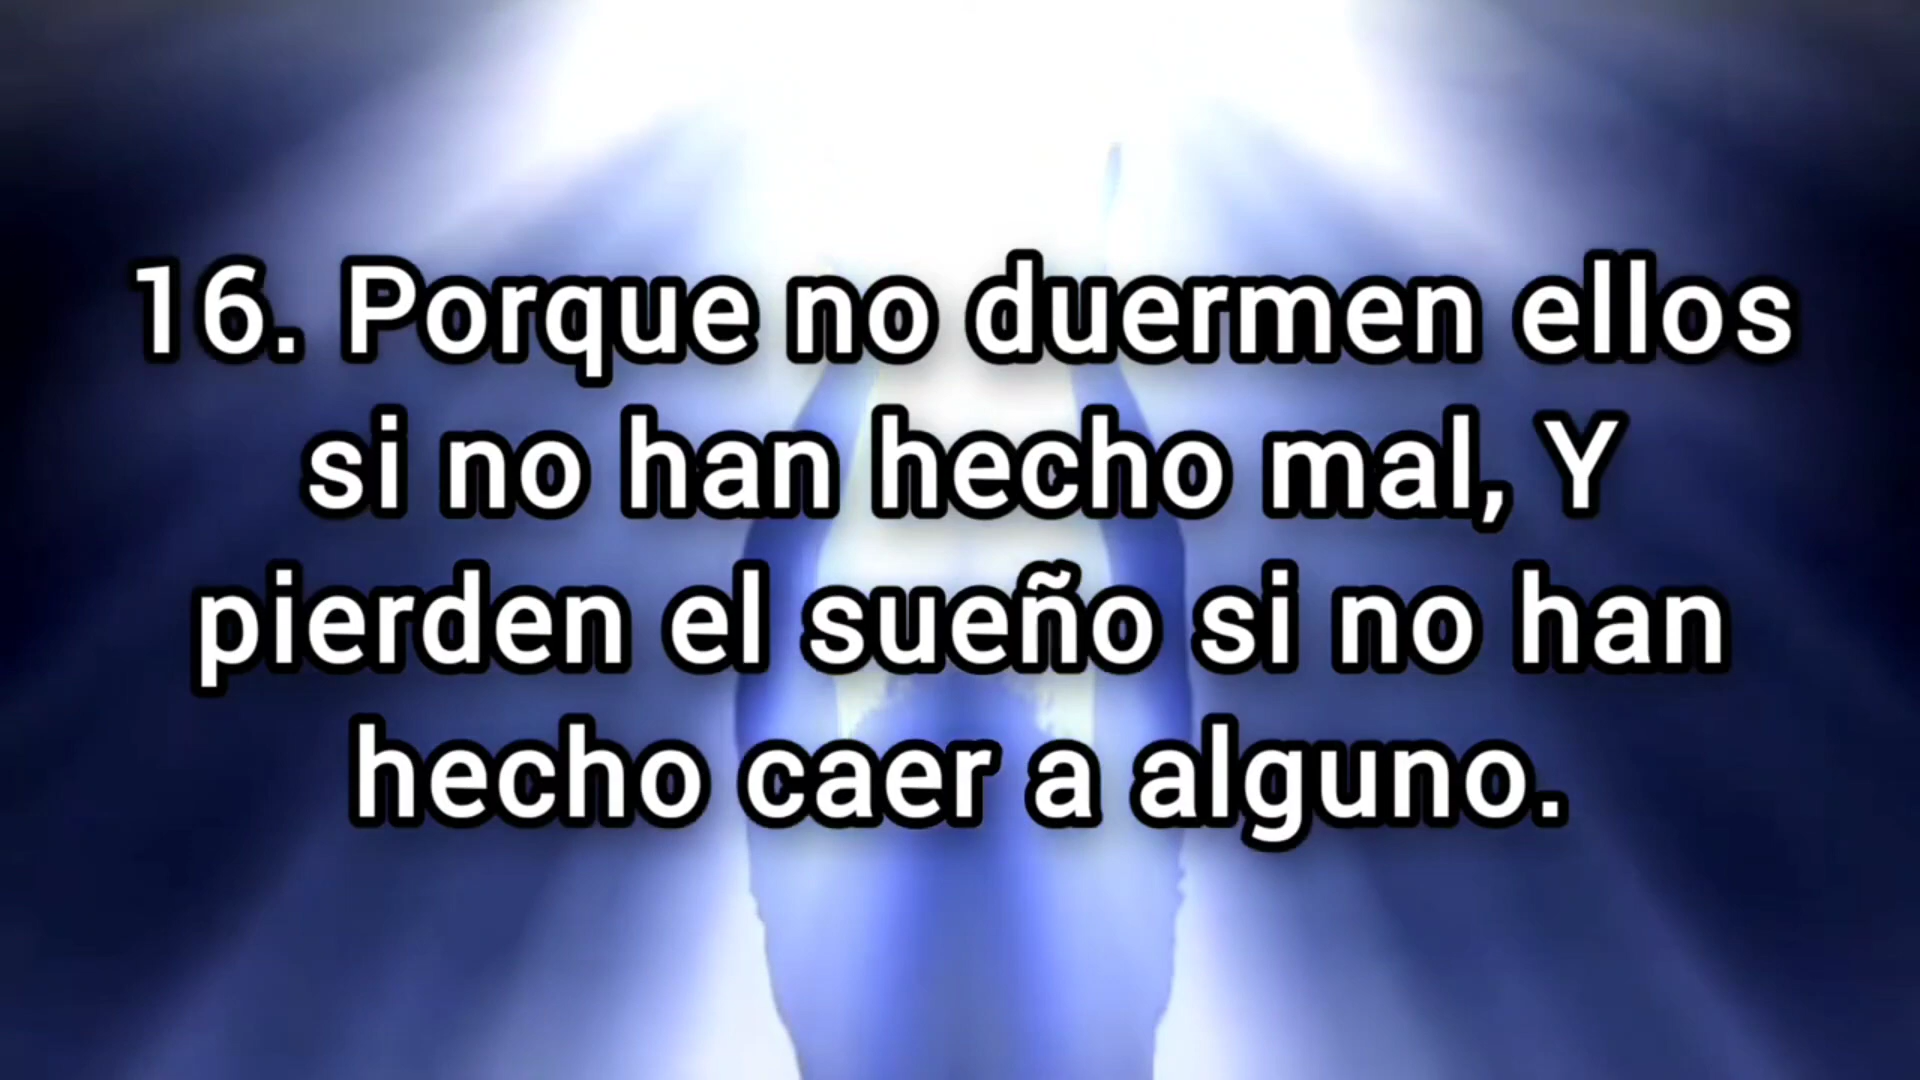 16. Porque no duermen ellos
si no han hecho mal, Y
pierden el sueño si no han
hecho caer a alguno.